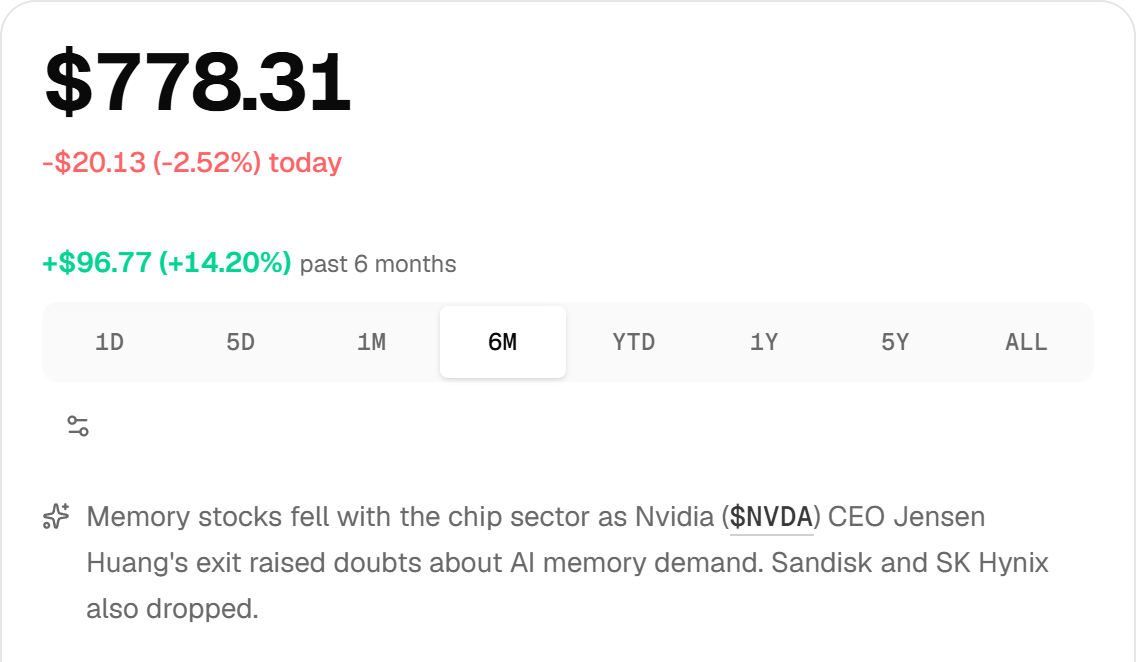 $778.31
-$20.13 (-2.52%) today
+$96.77 (+14.20%) past 6 months
1D 5D 1M 6M YTD 1Y 5Y ALL
Memory stocks fell with the chip sector as Nvidia ($NVDA) CEO Jensen
Huang's exit raised doubts about AI memory demand. Sandisk and SK Hynix
also dropped.